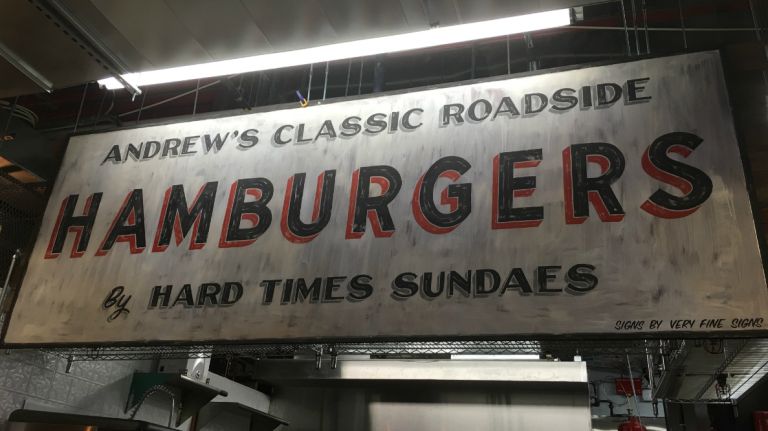 ANDREW'S CLASSIC ROADSIDE
HAMBURGERS
By HARD TIMES SUNDAES
SIGNS BY VERY FINE SIGNS